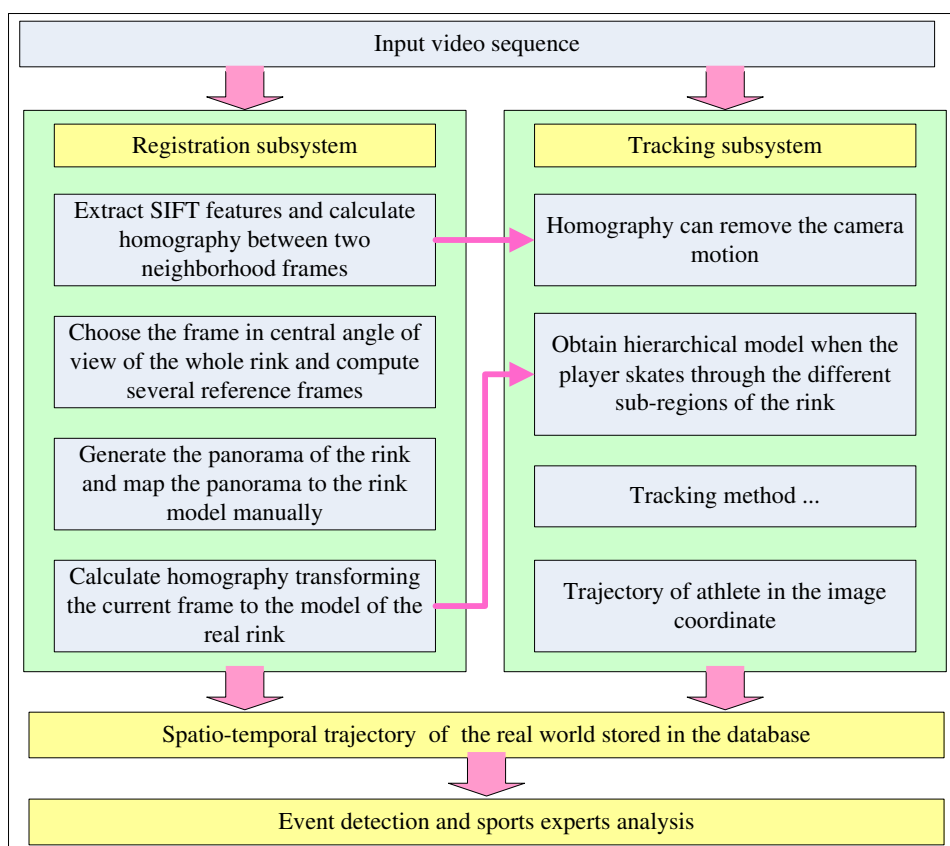 Input video sequence
Registration subsystem
Extract SIFT features and calculate
homography between two
neighborhood frames
Choose the frame in central angle of
view of the whole rink and compute
several reference frames
Generate the panorama of the rink
and map the panorama to the rink
model manually
Calculate homography transforming
the current frame to the model of the
real rink
Tracking subsystem
Homography can remove the camera
motion
Obtain hierarchical model when the
player skates through the different
sub-regions of the rink
Tracking method ...
Trajectory of athlete in the image
coordinate
Spatio-temporal trajectory of the real world stored in the database
Event detection and sports experts analysis